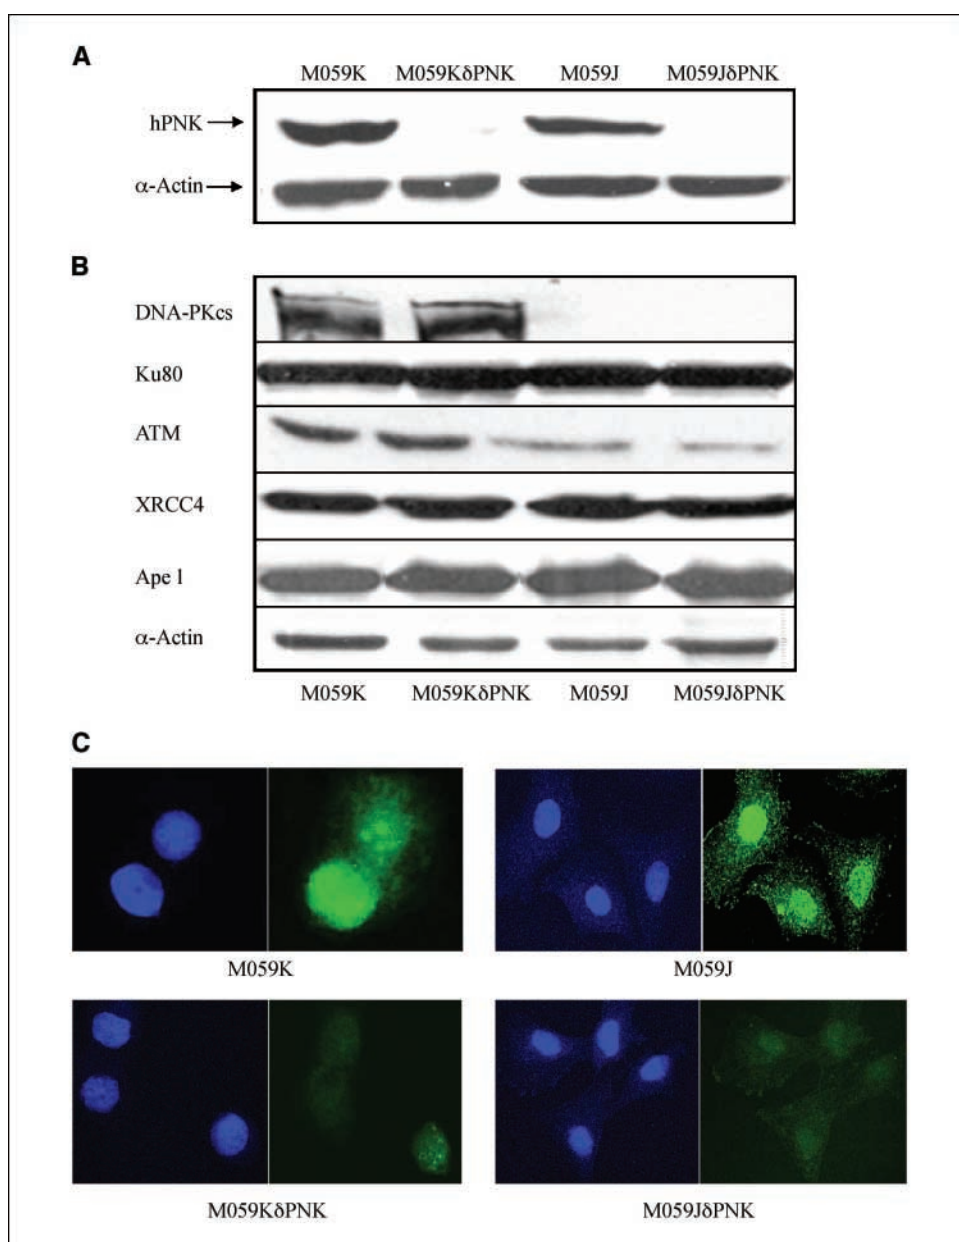 A
M059K M059KδPNK M059J M059JδPNK
hPNK
α-Actin
B
DNA-PKcs
Ku80
ATM
XRCC4
Ape 1
α-Actin
M059K M059KδPNK M059J M059JδPNK
C
M059K M059J
M059KδPNK M059JδPNK